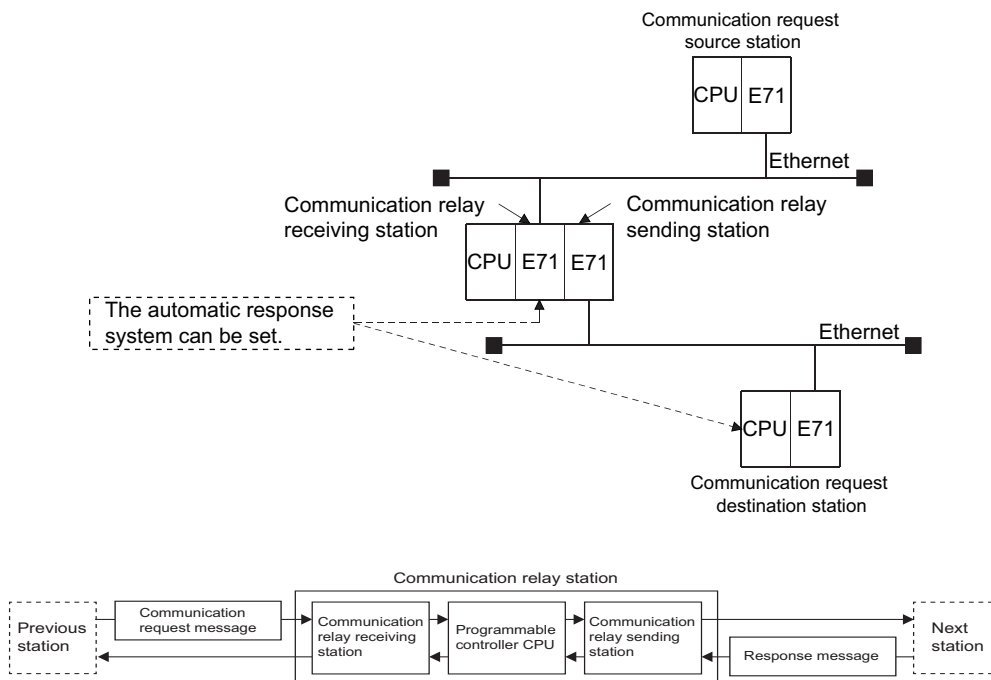 Communication request
source station
CPU E71
Ethernet
Communication relay
receiving station
Communication relay
sending station
CPU E71 E71
The automatic response
system can be set.
Ethernet
CPU E71
Communication request
destination station
Communication relay station
Previous
station
Communication
request message
Communication
relay receiving
station
Programmable
controller CPU
Communication
relay sending
station
Response message
Next
station